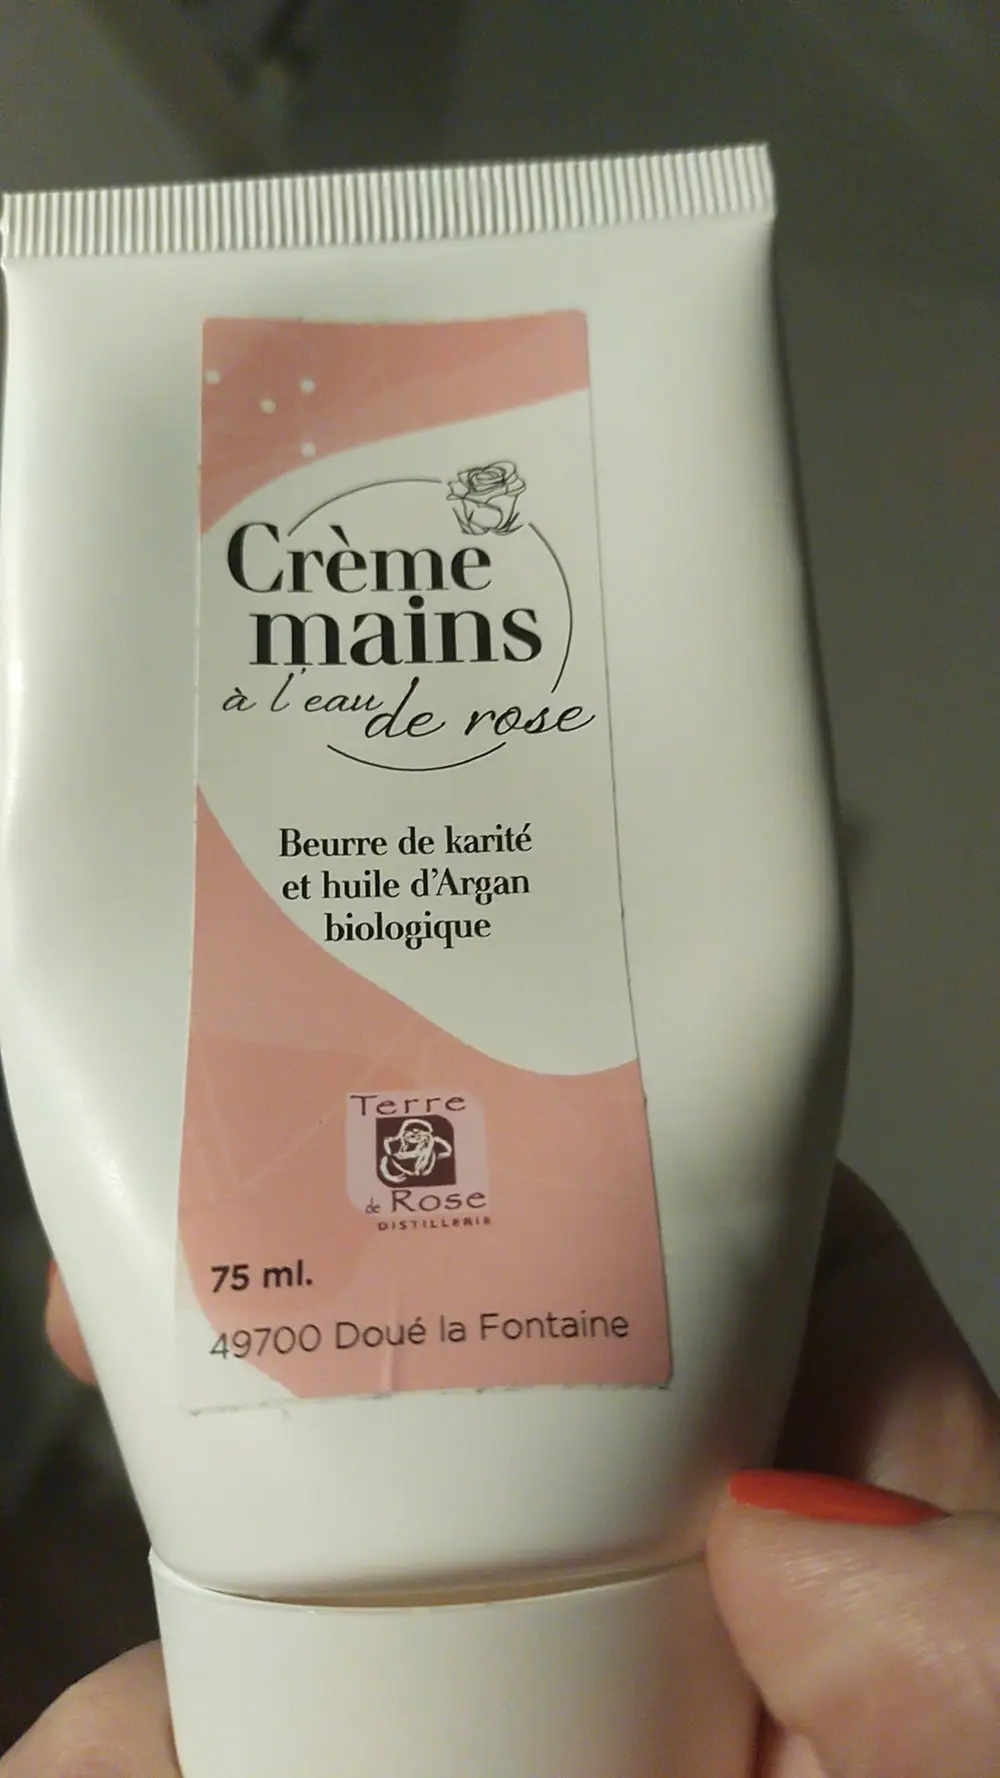 Crème
mains
à l'eau de rose
Beurre de karité
et huile d'Argan
biologique
Terre
de Rose
DISTILLERIE
75 ml.
49700 Doué la Fontaine